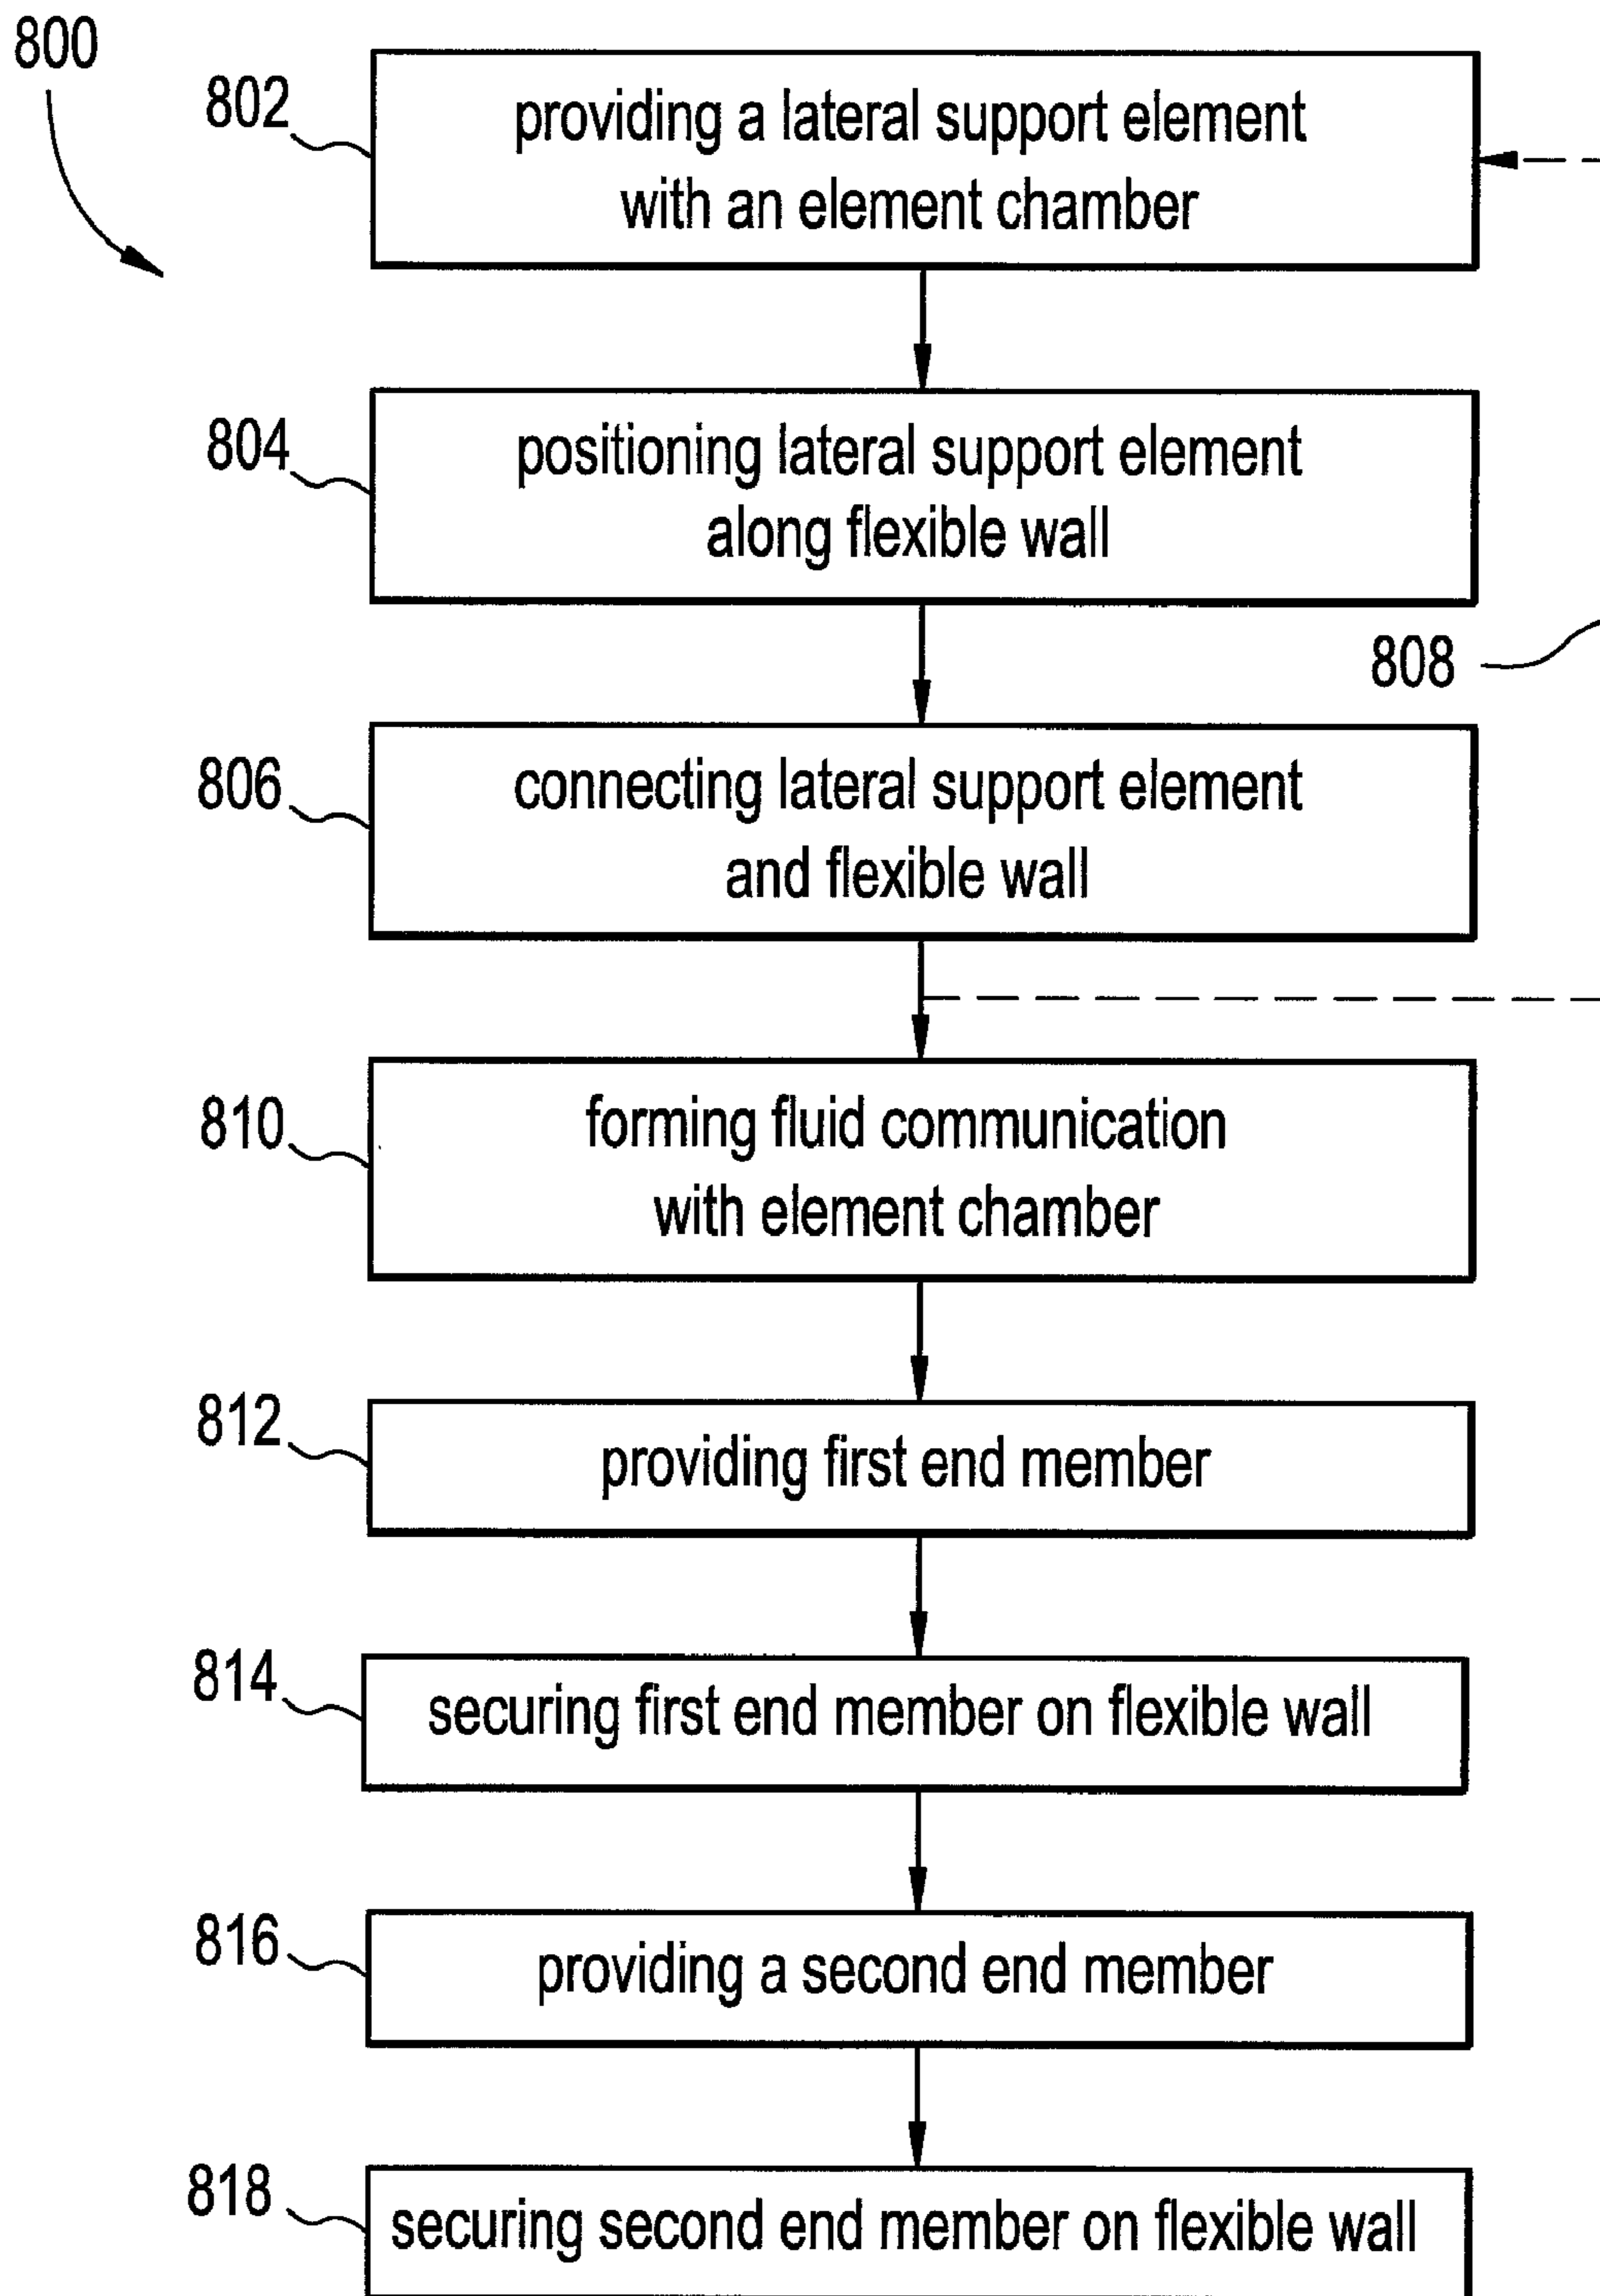 800
802
providing a lateral support element
with an element chamber
804
positioning lateral support element
along flexible wall
808
806
connecting lateral support element
and flexible wall
810
forming fluid communication
with element chamber
812
providing first end member
814
securing first end member on flexible wall
816
providing a second end member
818
securing second end member on flexible wall